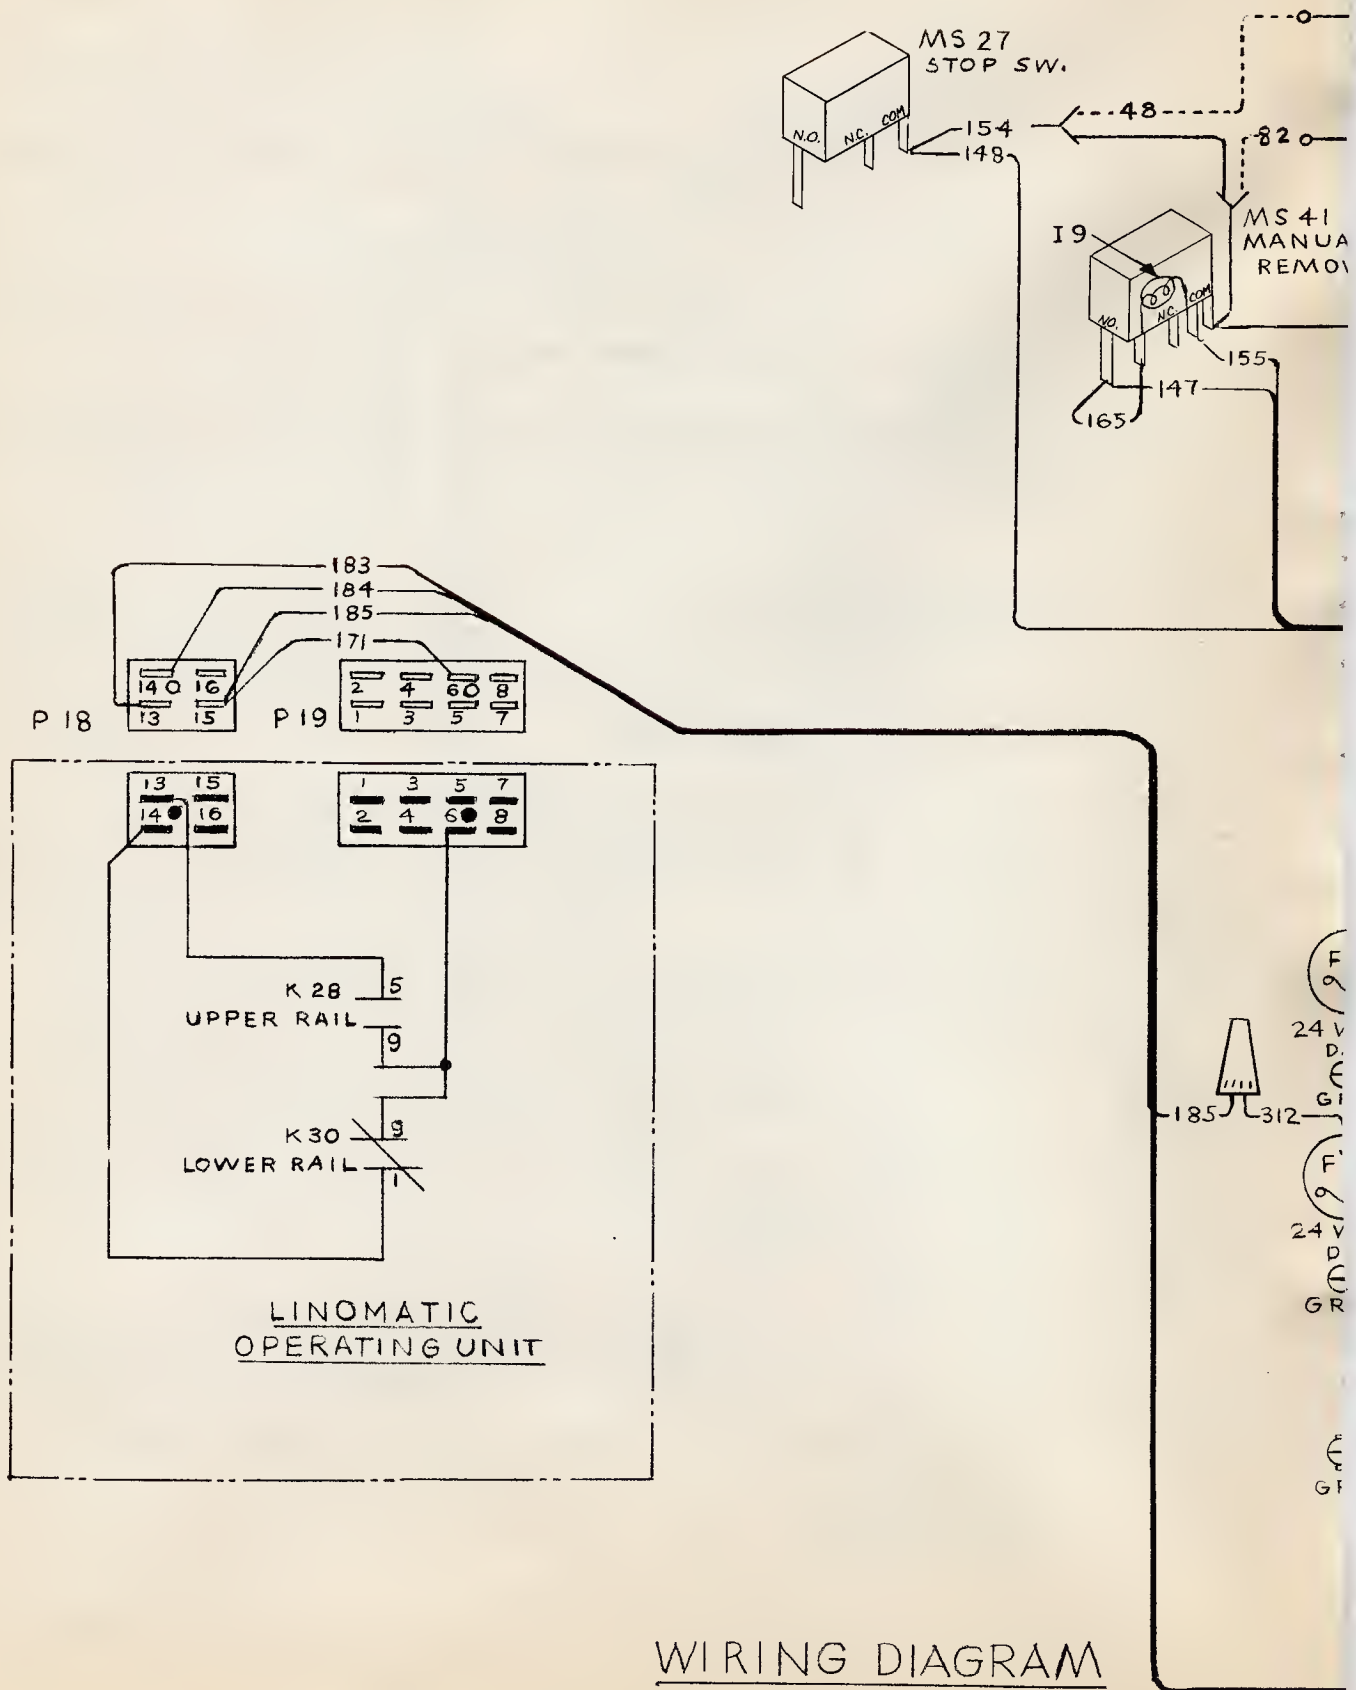 MS 27
STOP SW.
N.O.
N.C.
COM
154
148
48
82
MS 41
MANUA
REMOV
I 9
NO.
N.C.
COM
155
147
165
183
184
185
171
14 16
13 15
P 18
2 4 6 8
1 3 5 7
P 19
13 15
14 16
1 3 5 7
2 4 6 8
K 28
UPPER RAIL
5
9
K 30
LOWER RAIL
9
1
LINOMATIC
OPERATING UNIT
185
312
F
24 V
D.
F
24 V
D
GR
WIRING DIAGRAM